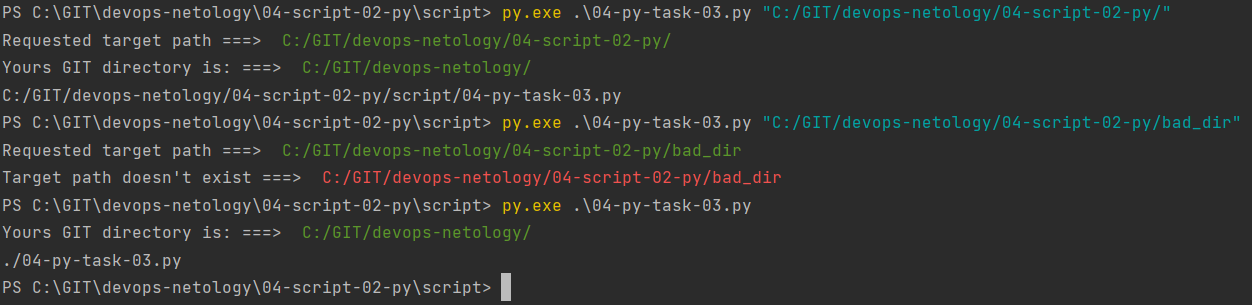 PS C:\GIT\devops-netology\04-script-02-py\script> py.exe .\04-py-task-03.py "C:/GIT/devops-netology/04-script-02-py/"
Requested target path ===>  C:/GIT/devops-netology/04-script-02-py/
Yours GIT directory is: ===>  C:/GIT/devops-netology/
C:/GIT/devops-netology/04-script-02-py/script/04-py-task-03.py
PS C:\GIT\devops-netology\04-script-02-py\script> py.exe .\04-py-task-03.py "C:/GIT/devops-netology/04-script-02-py/bad_dir"
Requested target path ===>  C:/GIT/devops-netology/04-script-02-py/bad_dir
Target path doesn't exist ===>  C:/GIT/devops-netology/04-script-02-py/bad_dir
PS C:\GIT\devops-netology\04-script-02-py\script> py.exe .\04-py-task-03.py
Yours GIT directory is: ===>  C:/GIT/devops-netology/
./04-py-task-03.py
PS C:\GIT\devops-netology\04-script-02-py\script>